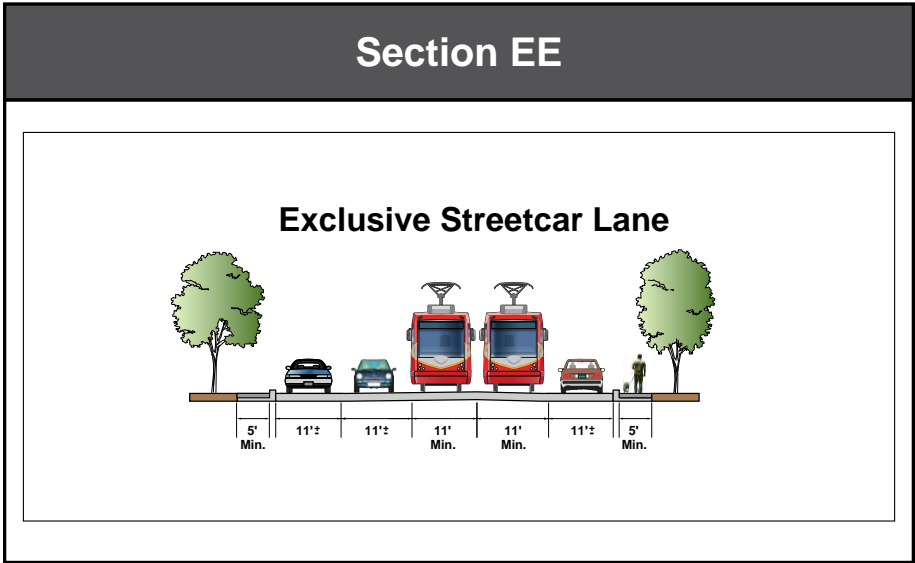 Section EE
Exclusive Streetcar Lane
5' 11'± 11'± 11' 11' 11'± 5'
Min. Min. Min. Min.